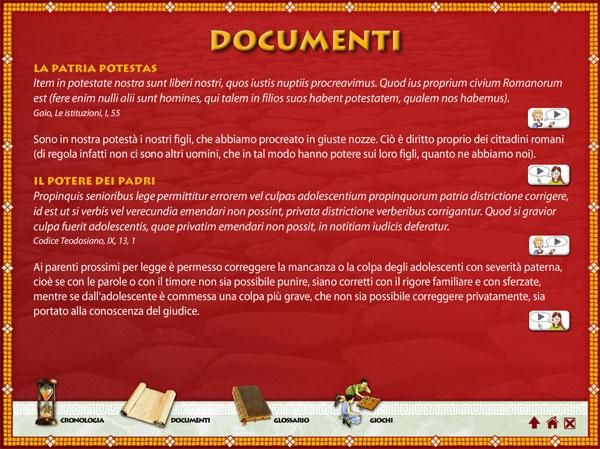 DOCUMENTI
LA PATRIA POTESTAS
Item in potestate nostra sunt liberi nostri, quos iustis nuptiis procreavimus. Quod ius proprium civium Romanorum
est (fere enim nulli alii sunt homines, qui talem in filios suos habent potestatem, qualem nos habemus).
Gaio, Le istituzioni, I, 55
Sono in nostra potestà i nostri figli, che abbiamo procreato in giuste nozze. Ciò è diritto proprio dei cittadini romani
(di regola infatti non ci sono altri uomini, che in tal modo hanno potere sui loro figli, quanto ne abbiamo noi).
IL POTERE DEI PADRI
Propinquis senioribus lege permittitur errorem vel culpas adolescentium propinquorum patria districtione corrigere,
id est ut si verbis vel verecundia emendari non possint, privata districtione verberibus corrigantur. Quod si gravior
culpa fuerit adolescentis, quae privatim emendari non possit, in notitiam iudicis deferatur.
Codice Teodosiano, IX, 13, 1
Ai parenti prossimi per legge è permesso correggere la mancanza o la colpa degli adolescenti con severità paterna,
cioè se con le parole o con il timore non sia possibile punire, siano corretti con il rigore familiare e con sferzate,
mentre se dall'adolescente è commessa una colpa più grave, che non sia possibile correggere privatamente, sia
portato alla conoscenza del giudice.
CRONOLOGIA DOCUMENTI GLOSSARIO GIOCHI